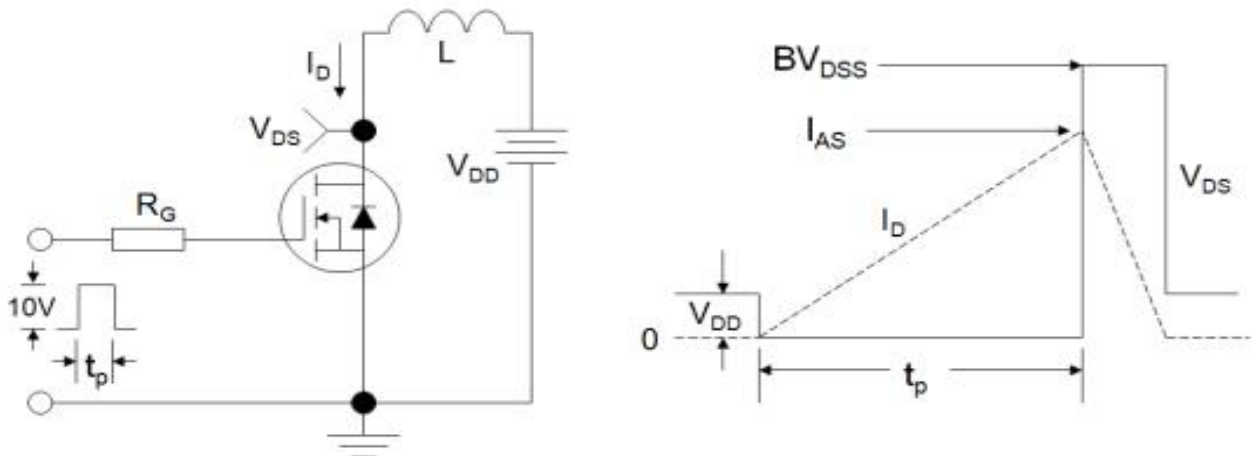 L
I_D
V_DS
V_DD
R_G
10V
t_p
BV_DSS
I_AS
V_DS
I_D
V_DD
0
t_p